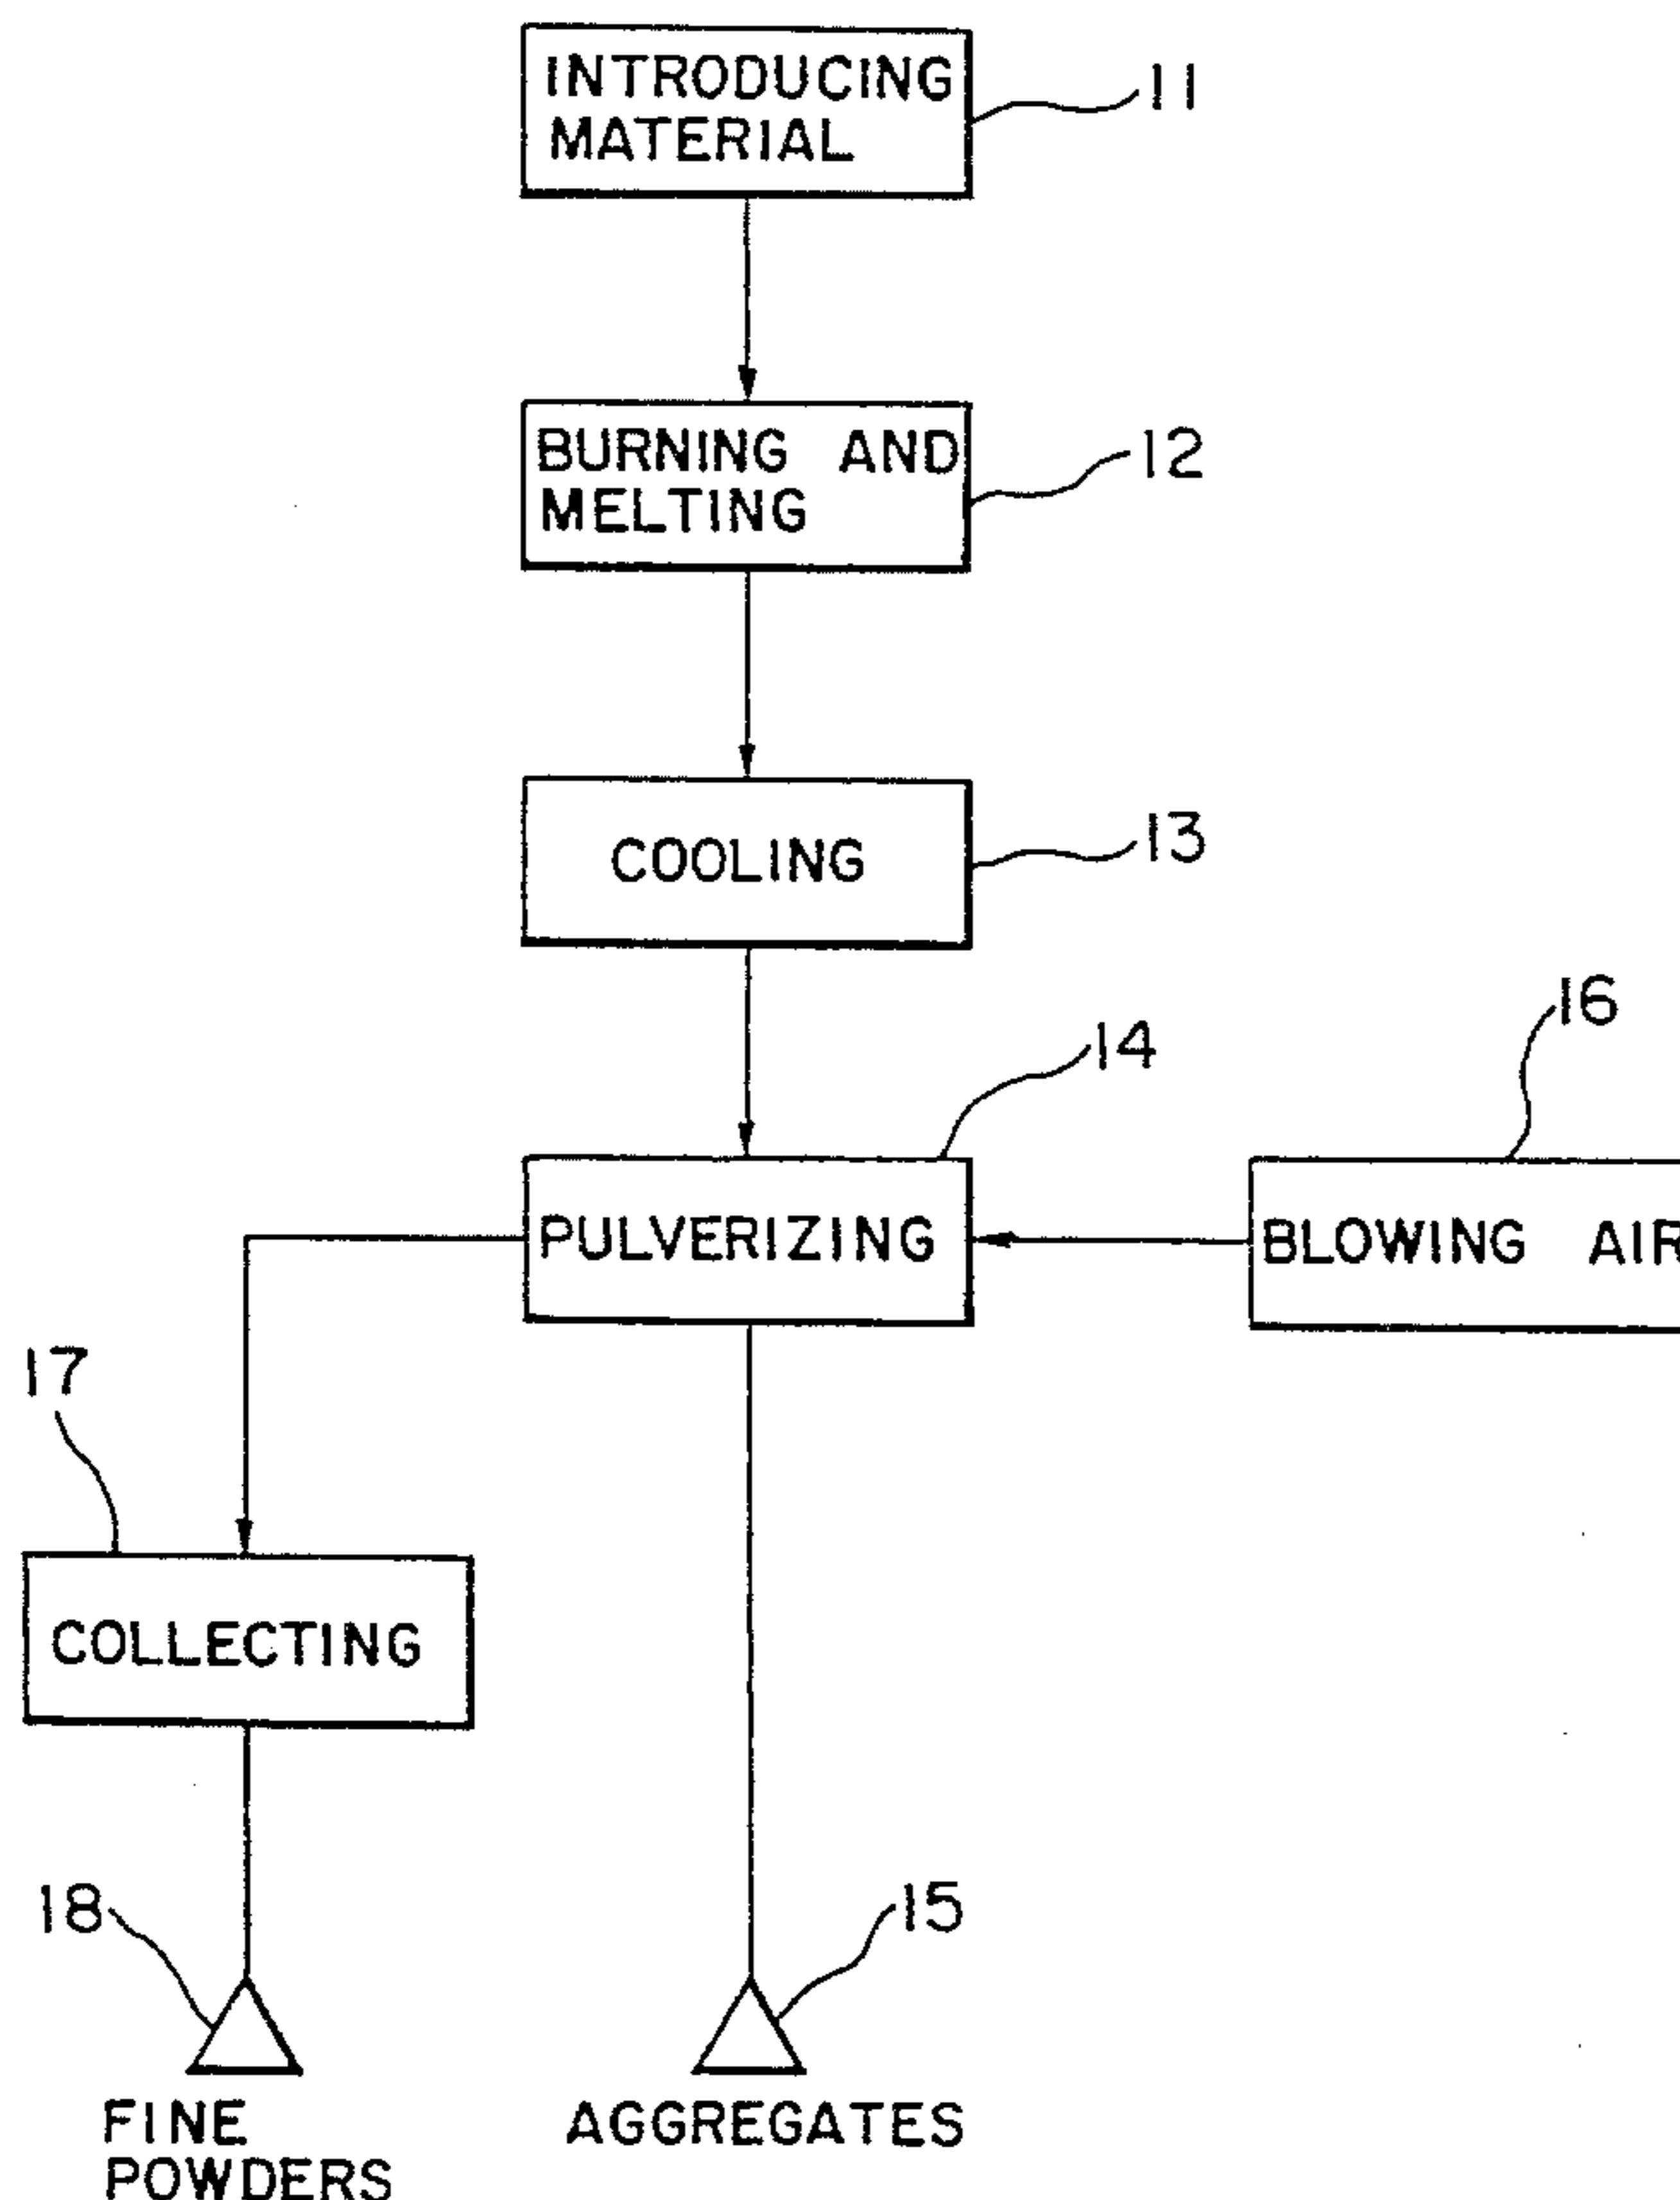 INTRODUCING
MATERIAL
11
BURNING AND
MELTING
12
COOLING
13
14
16
PULVERIZING
BLOWING AIR
17
COLLECTING
18
15
FINE
POWDERS
AGGREGATES